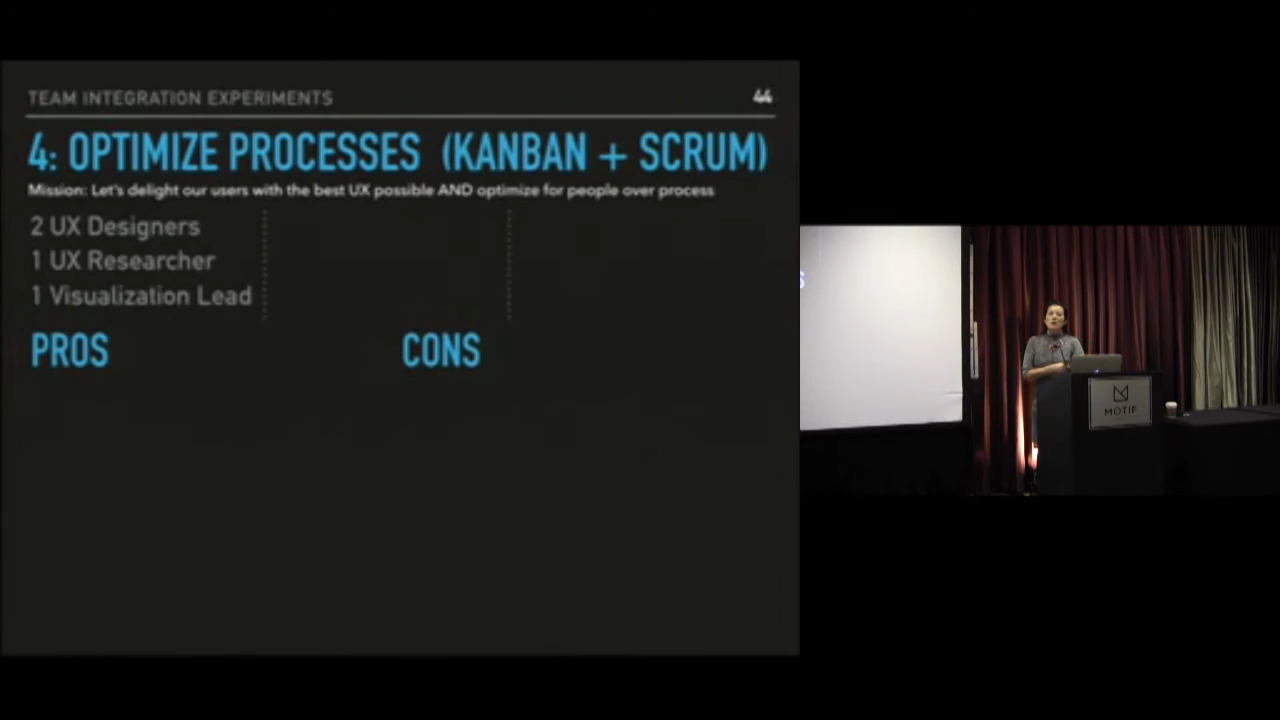 TEAM INTEGRATION EXPERIMENTS 44
4: OPTIMIZE PROCESSES (KANBAN + SCRUM)
Mission: Let's delight our users with the best UX possible AND optimize for people over process
2 UX Designers
1 UX Researcher
1 Visualization Lead
PROS CONS
S
MOTIF